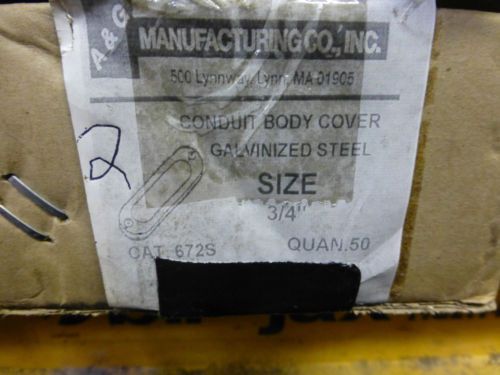 A & G
MANUFACTURING CO., INC.
500 Lynnway, Lynn, MA 01905
CONDUIT BODY COVER
GALVINIZED STEEL
SIZE
3/4"
CAT. 672S QUAN.50
2